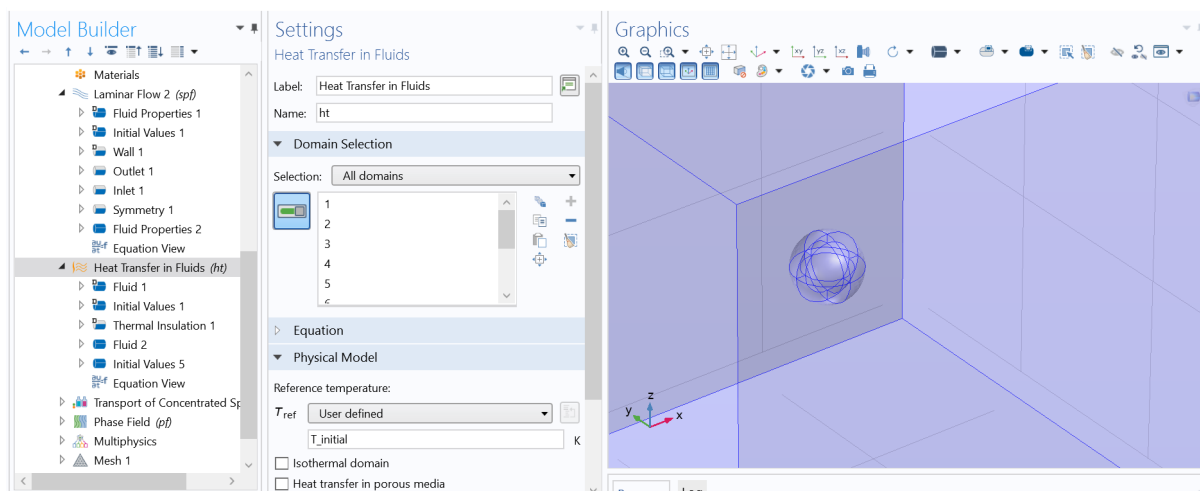 Model Builder
Materials
Laminar Flow 2 (spf)
Fluid Properties 1
Initial Values 1
Wall 1
Outlet 1
Inlet 1
Symmetry 1
Fluid Properties 2
Equation View
Heat Transfer in Fluids (ht)
Fluid 1
Initial Values 1
Thermal Insulation 1
Fluid 2
Initial Values 5
Equation View
Transport of Concentrated Sp
Phase Field (pf)
Multiphysics
Mesh 1
Settings
Heat Transfer in Fluids
Label: Heat Transfer in Fluids
Name: ht
Domain Selection
Selection: All domains
1
2
3
4
5
Equation
Physical Model
Reference temperature:
Tref User defined
T_initial K
Isothermal domain
Heat transfer in porous media
Graphics
xy yz xz
z
y x